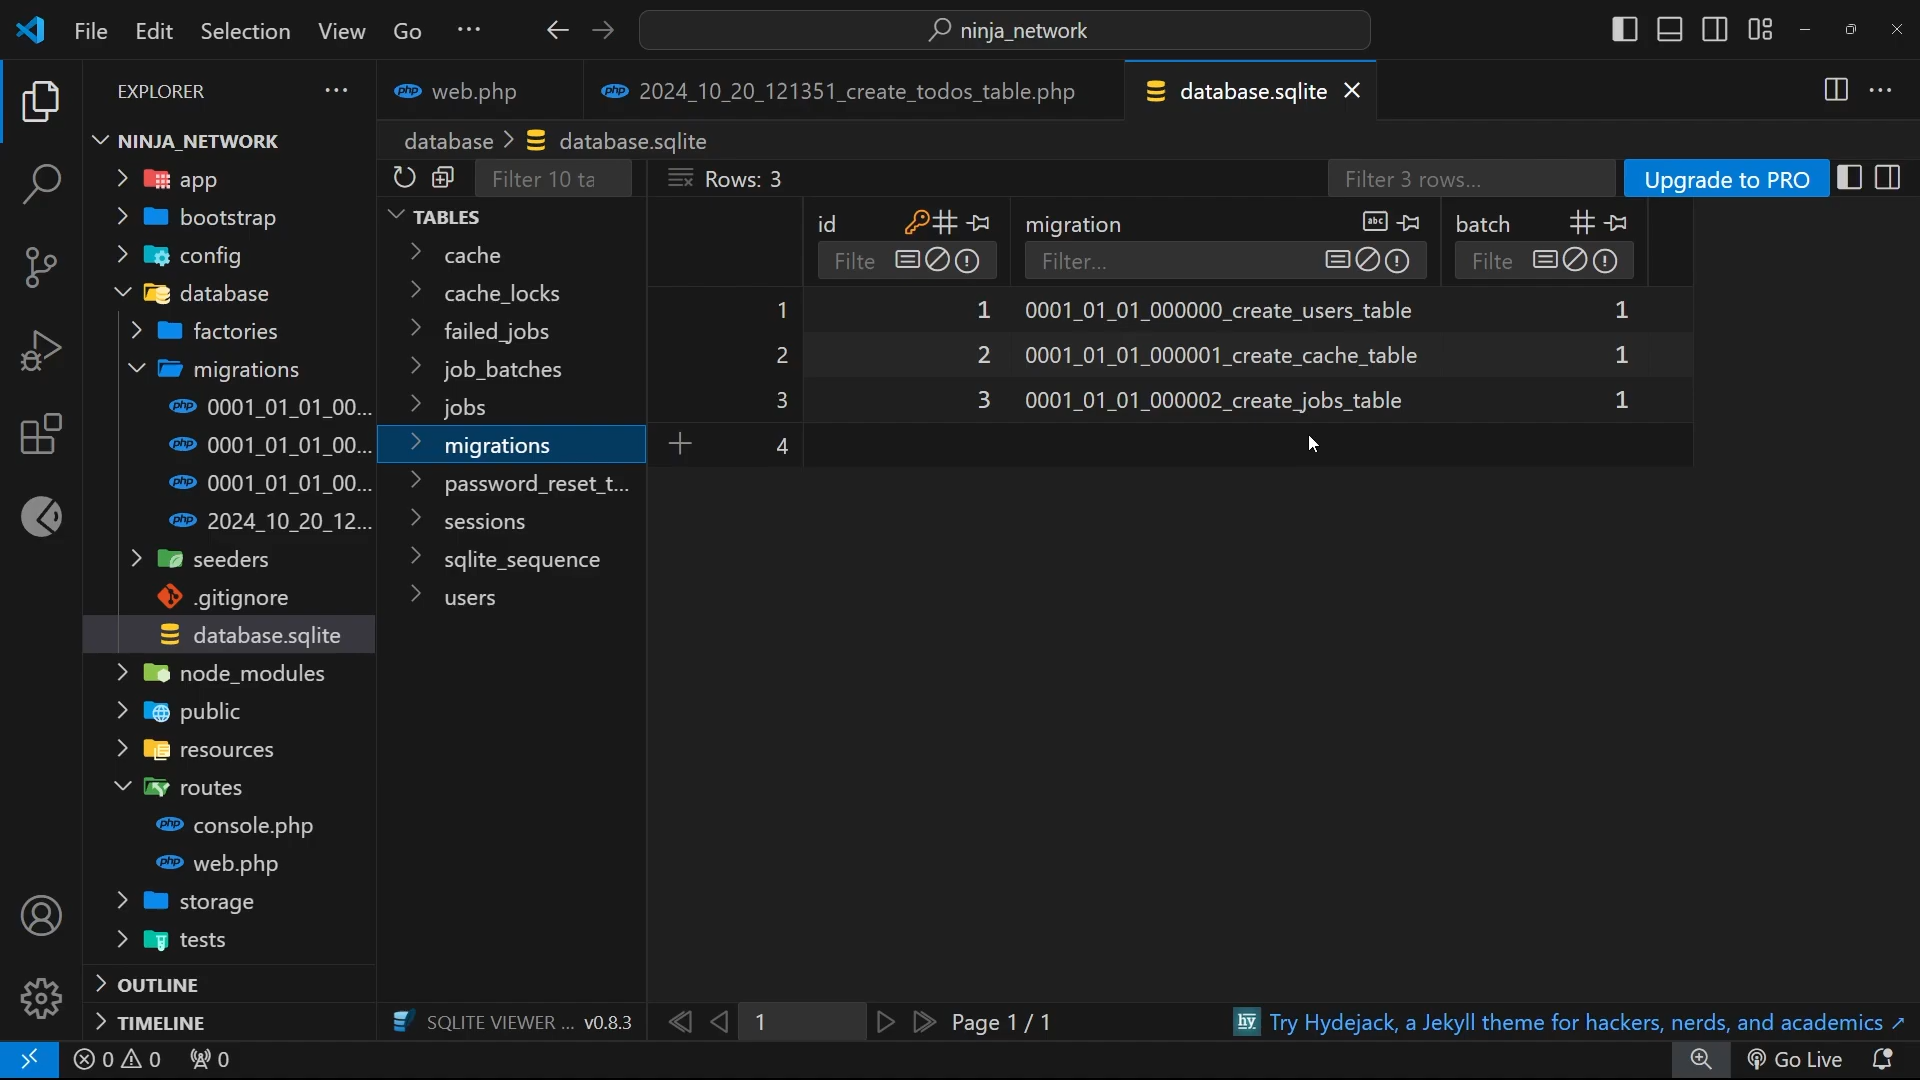 File Edit Selection View Go ··· ninja_network
EXPLORER
web.php
2024_10_20_121351_create_todos_table.php
database.sqlite
NINJA_NETWORK
app
bootstrap
config
database
factories
migrations
0001_01_01_00...
0001_01_01_00...
0001_01_01_00...
2024_10_20_12...
seeders
.gitignore
database.sqlite
node_modules
public
resources
routes
console.php
web.php
storage
tests
OUTLINE
TIMELINE
database > database.sqlite
Filter 10 ta
TABLES
cache
cache_locks
failed_jobs
job_batches
jobs
migrations
password_reset_t...
sessions
sqlite_sequence
users
SQLITE VIEWER ... v0.8.3
Rows: 3
Filter 3 rows...
Upgrade to PRO
id migration abc batch
Filte Filter... Filte
1 1 0001_01_01_000000_create_users_table 1
2 2 0001_01_01_000001_create_cache_table 1
3 3 0001_01_01_000002_create_jobs_table 1
4
1 Page 1 / 1
hy Try Hydejack, a Jekyll theme for hackers, nerds, and academics ↗
0 0 0 Go Live